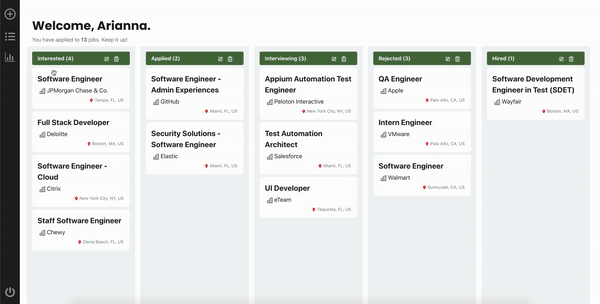 Welcome, Arianna.
You have applied to 13 jobs. Keep it up!
Interested (4)
Software Engineer
JPMorgan Chase & Co.
Tampa, FL, US
Full Stack Developer
Deloitte
Boston, MA, US
Software Engineer -
Cloud
Citrix
New York City, NY, US
Staff Software Engineer
Chewy
Dania Beach, FL, US
Applied (2)
Software Engineer -
Admin Experiences
GitHub
Miami, FL, US
Security Solutions -
Software Engineer
Elastic
Miami, FL, US
Interviewing (3)
Appium Automation Test
Engineer
Peloton Interactive
New York City, NY, US
Test Automation
Architect
Salesforce
Miami, FL, US
UI Developer
eTeam
Tequesta, FL, US
Rejected (3)
QA Engineer
Apple
Palo Alto, CA, US
Intern Engineer
VMware
Palo Alto, CA, US
Software Engineer
Walmart
Sunnyvale, CA, US
Hired (1)
Software Development
Engineer in Test (SDET)
Wayfair
Boston, MA, US